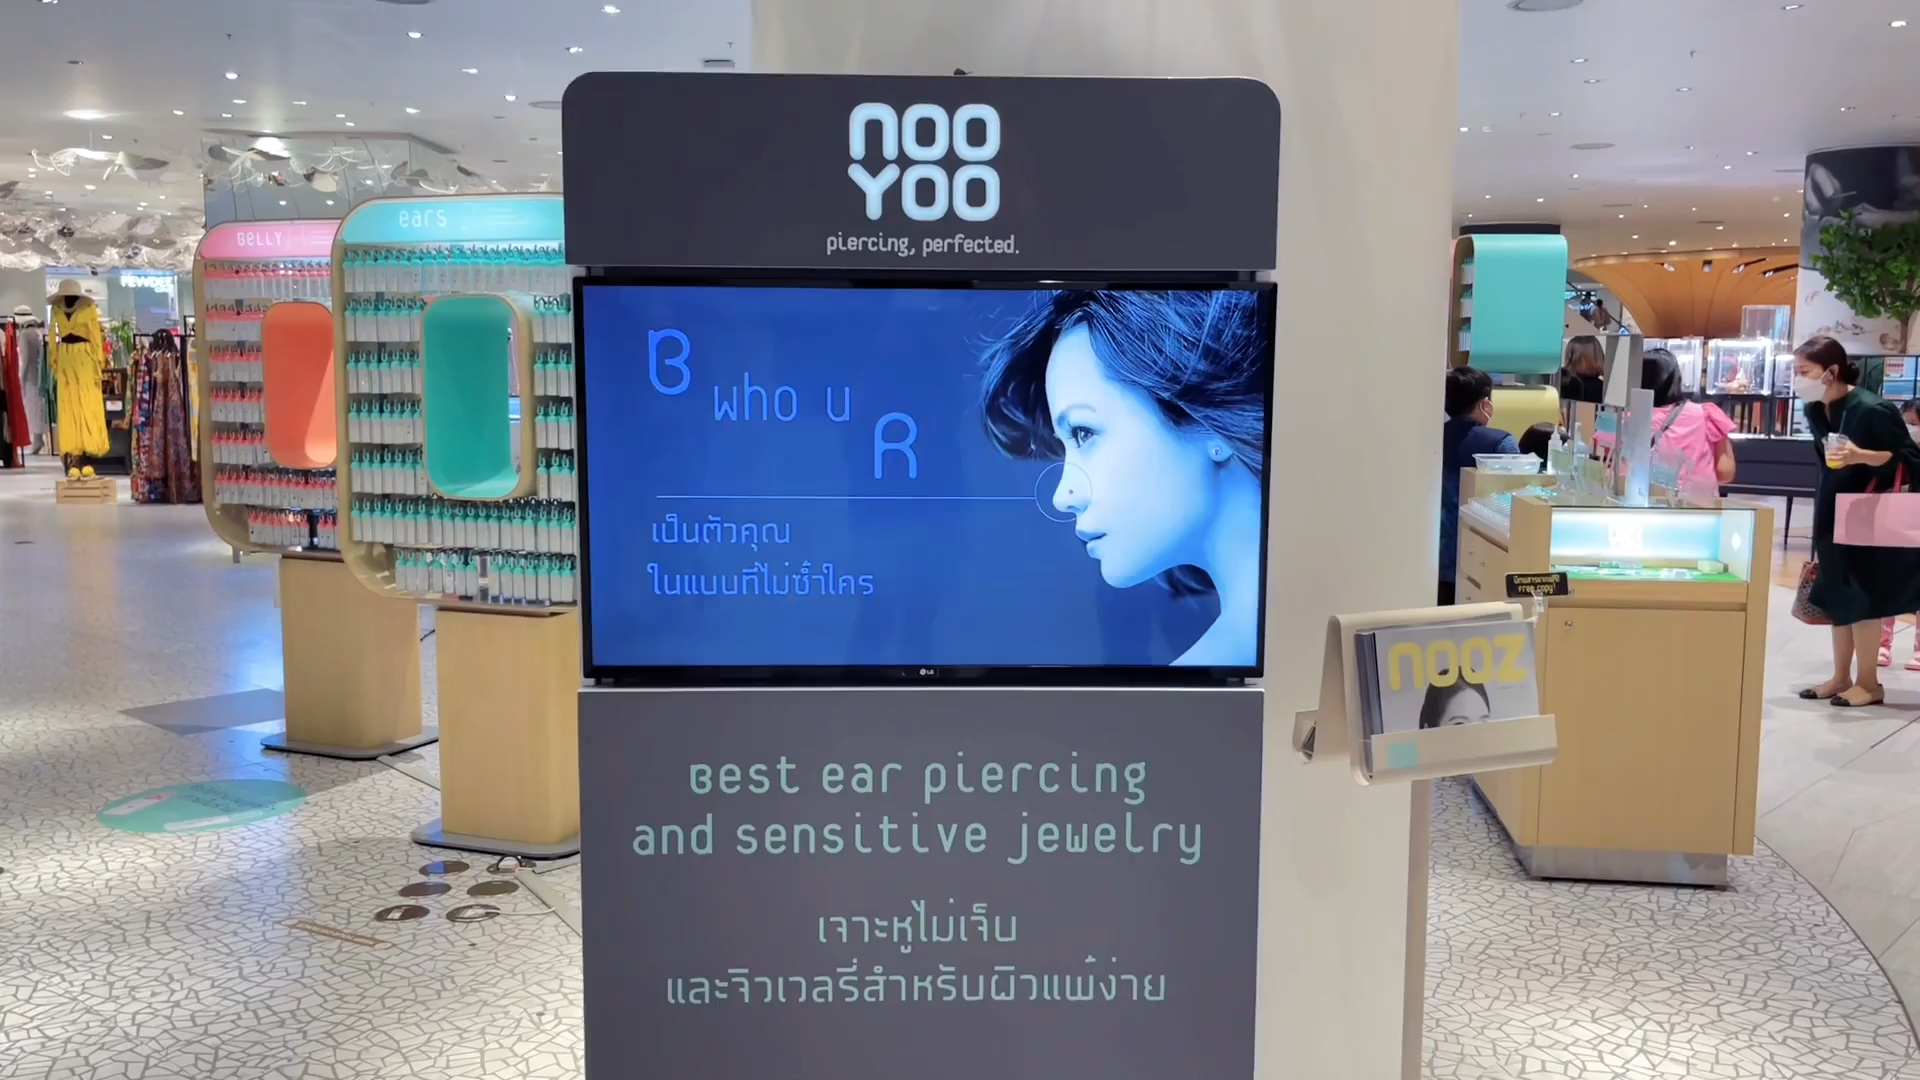 noo
Yoo
piercing, perfected.
BeLLY
ears
B
who u
R
เป็นตัวคุณ
ในแบบที่ไม่ซ้ำใคร
LG
Best ear piercing
and sensitive jewelry
เจาะหูไม่เจ็บ
และจิวเวลรี่สำหรับผิวแพ้ง่าย
free copy!
nooz